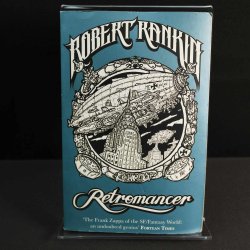 ROBERT RANKIN
Retromancer
'The Frank Zappa of the SF/Fantasy World:
an undoubted genius' FORTEAN TIMES